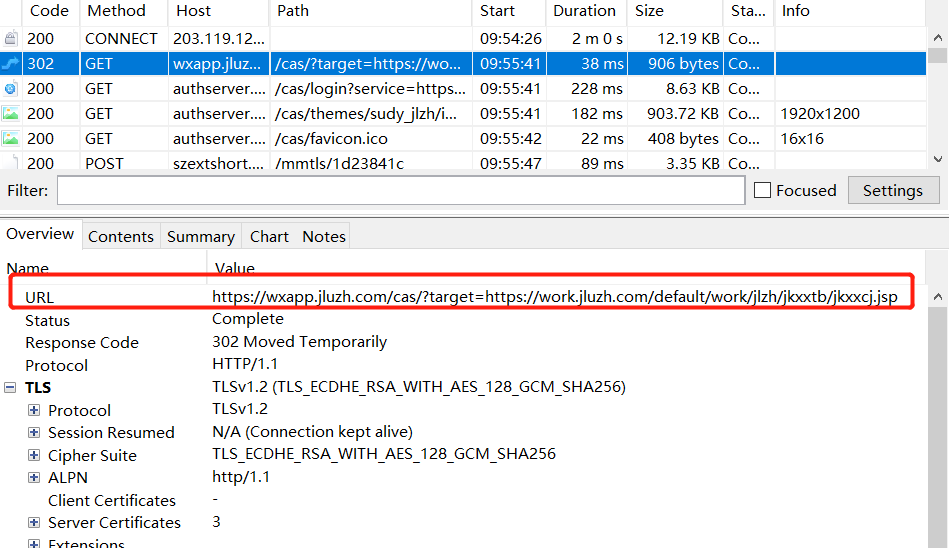 Code Method Host Path Start Duration Size Sta... Info
200 CONNECT 203.119.12... 09:54:26 2 m 0 s 12.19 KB Co...
302 GET wxapp.jluz... /cas/?target=https://wo... 09:55:41 38 ms 906 bytes Co...
200 GET authserver.... /cas/login?service=https... 09:55:41 228 ms 8.63 KB Co...
200 GET authserver.... /cas/themes/sudy_jlzh/i... 09:55:41 182 ms 903.72 KB Co... 1920x1200
200 GET authserver.... /cas/favicon.ico 09:55:42 22 ms 408 bytes Co... 16x16
200 POST szextshort.... /mmtls/1d23841c 09:55:47 89 ms 3.35 KB Co...
Filter: Focused Settings
Overview Contents Summary Chart Notes
Name Value
URL https://wxapp.jluzh.com/cas/?target=https://work.jluzh.com/default/work/jlzh/jkxxtb/jkxxcj.jsp
Status Complete
Response Code 302 Moved Temporarily
Protocol HTTP/1.1
TLS TLSv1.2 (TLS_ECDHE_RSA_WITH_AES_128_GCM_SHA256)
Protocol TLSv1.2
Session Resumed N/A (Connection kept alive)
Cipher Suite TLS_ECDHE_RSA_WITH_AES_128_GCM_SHA256
ALPN http/1.1
Client Certificates -
Server Certificates 3
Extensions